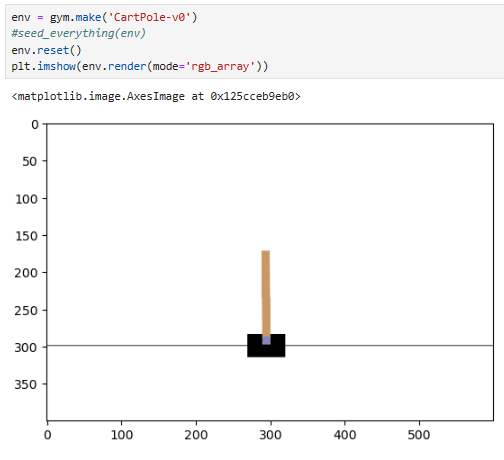 env = gym.make('CartPole-v0')
#seed_everything(env)
env.reset()
plt.imshow(env.render(mode='rgb_array'))
<matplotlib.image.AxesImage at 0x125cceb9eb0>
0
50
100
150
200
250
300
350
0 100 200 300 400 500